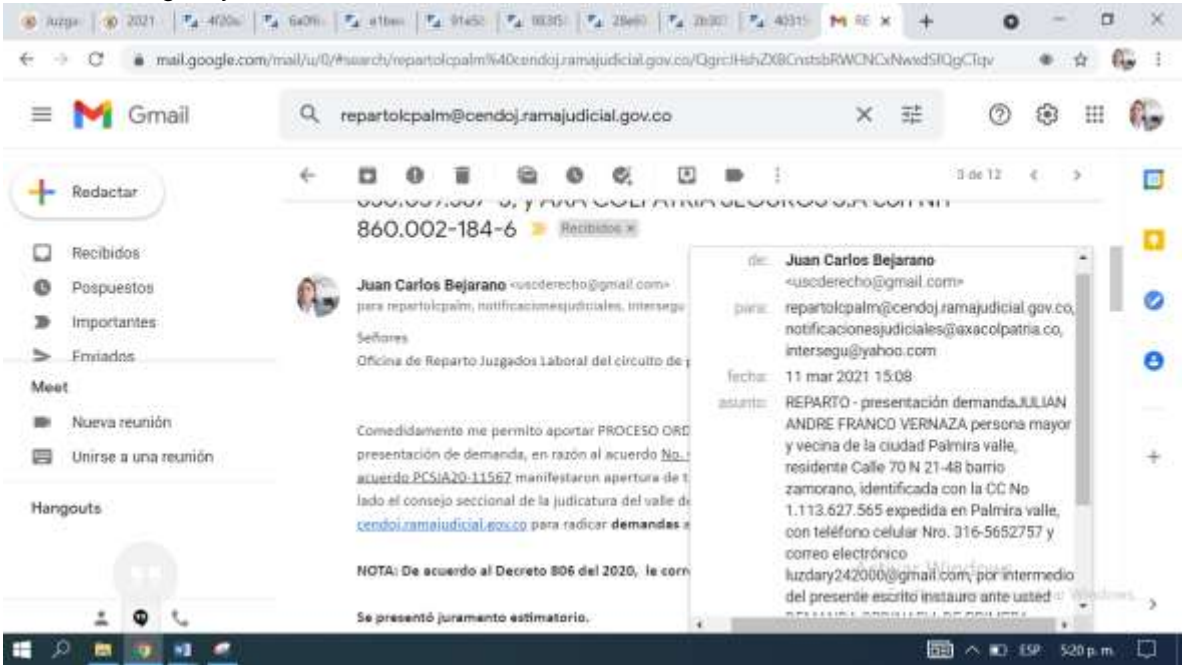 2021
RE
mail.google.com/mail/u/0/#search/repartolcpalm%40cendoj.ramajudicial.gov.co/
Gmail
repartolcpalm@cendoj.ramajudicial.gov.co
Redactar
3 de 12
860.002-184-6 Recibidos ×
Recibidos
Pospuestos
Importantes
Enviados
Meet
Nueva reunión
Unirse a una reunión
Hangouts
Juan Carlos Bejarano <uscderecho@gmail.com>
para repartolcpalm, notificacionesjudiciales, intersegu
Señores
Oficina de Reparto Juzgados Laboral del circuito de p
Comedidamente me permito aportar PROCESO ORD
presentación de demanda, en razón al acuerdo No.
acuerdo PCSJA20-11567 manifestaron apertura de t
lado el consejo seccional de la judicatura del valle de
cendoj.ramajudicial.gov.co para radicar demandas a
NOTA: De acuerdo al Decreto 806 del 2020, le corr
Se presentó juramento estimatorio.
de: Juan Carlos Bejarano
<uscderecho@gmail.com>
para: repartolcpalm@cendoj.ramajudicial.gov.co,
notificacionesjudiciales@axacolpatria.co,
intersegu@yahoo.com
fecha: 11 mar 2021 15:08
asunto: REPARTO - presentación demandaJULIAN
ANDRE FRANCO VERNAZA persona mayor
y vecina de la ciudad Palmira valle,
residente Calle 70 N 21-48 barrio
zamorano, identificada con la CC No
1.113.627.565 expedida en Palmira valle,
con teléfono celular Nro. 316-5652757 y
correo electrónico
luzdary242000@gmail.com, por intermedio
del presente escrito instauro ante usted
ESP 5:20 p. m.